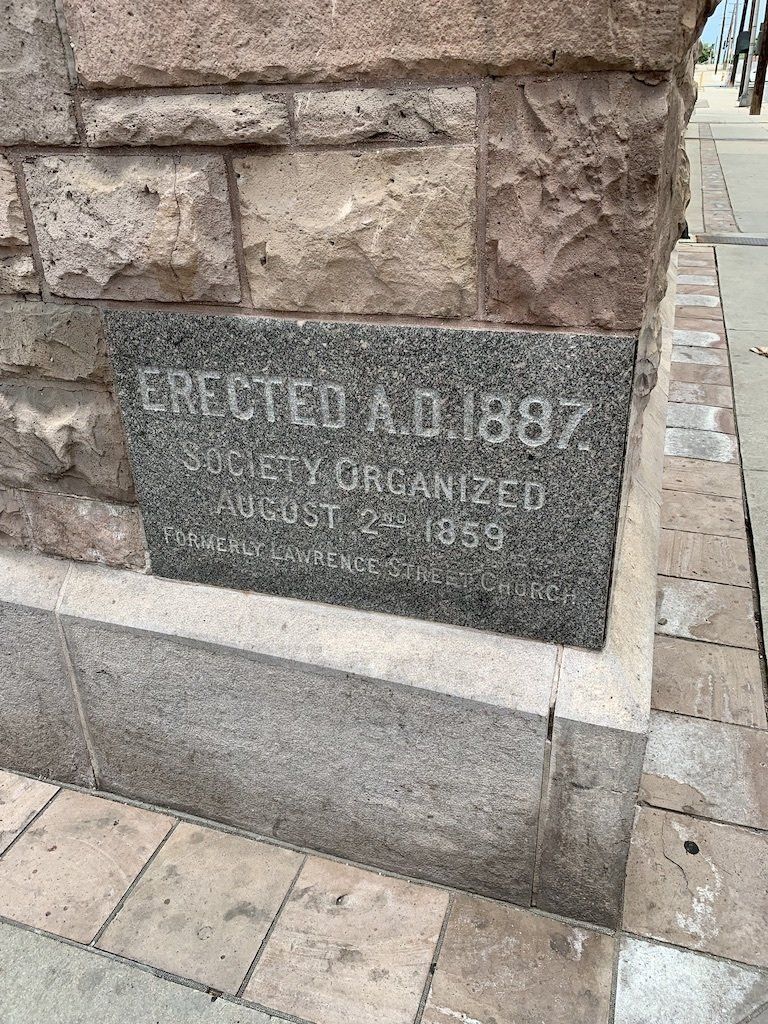 ERECTED A.D. 1887.
SOCIETY ORGANIZED
AUGUST 2ND 1859
FORMERLY LAWRENCE STREET CHURCH